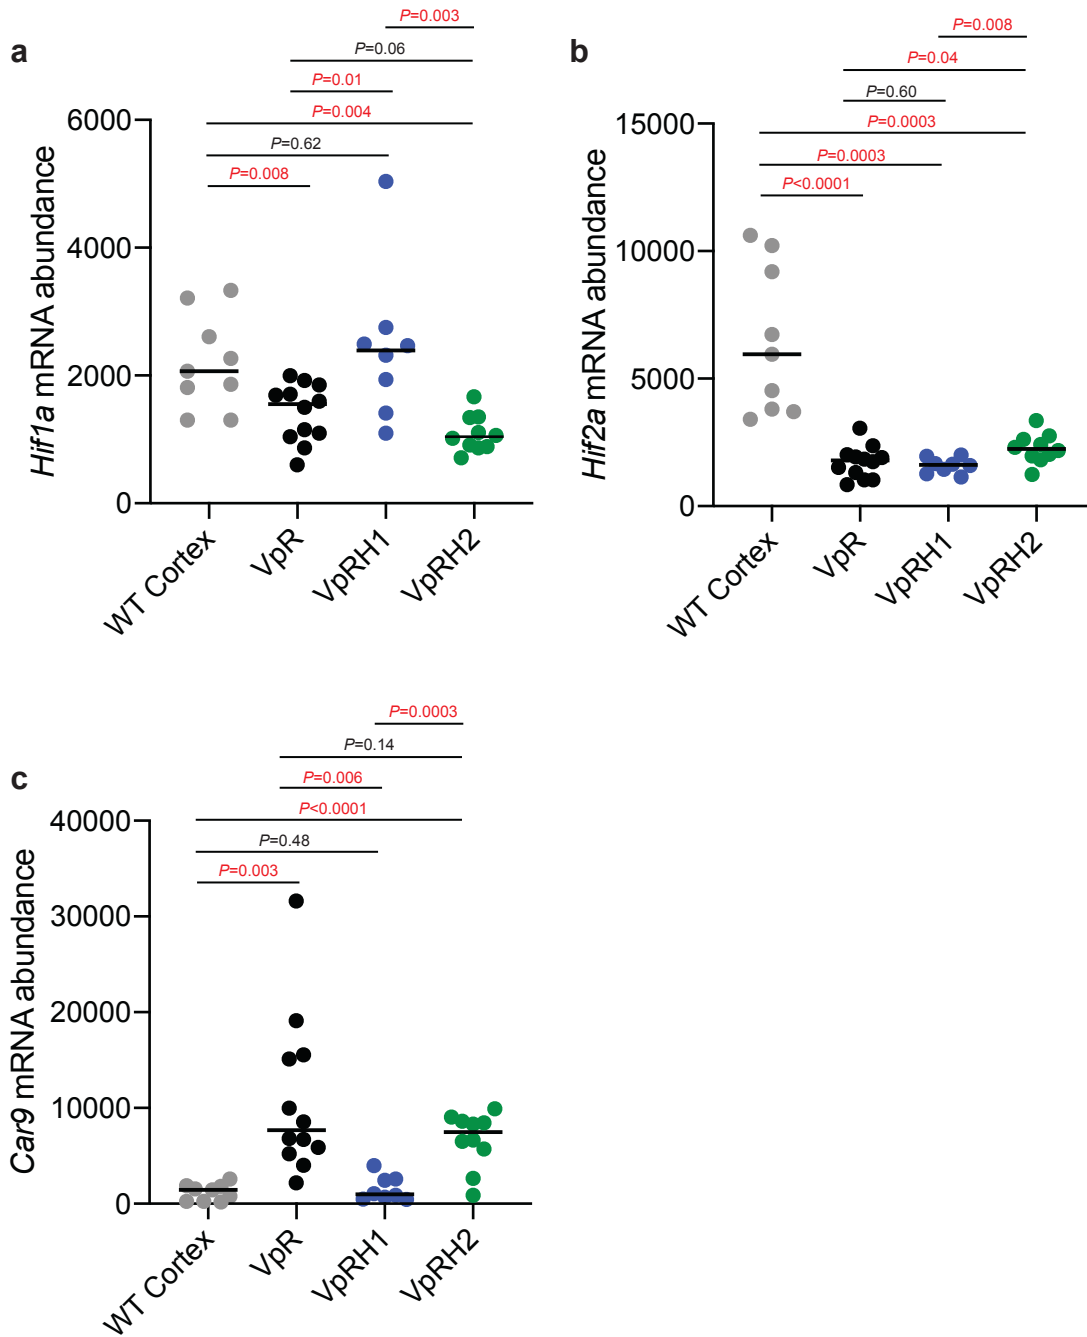 a
P=0.003
P=0.06
P=0.01
P=0.004
P=0.62
P=0.008
6000
4000
2000
0
Hif1a mRNA abundance
WT Cortex
VpR
VpRH1
VpRH2
b
P=0.008
P=0.04
P=0.60
P=0.0003
P=0.0003
P<0.0001
15000
10000
5000
0
Hif2a mRNA abundance
WT Cortex
VpR
VpRH1
VpRH2
c
P=0.0003
P=0.14
P=0.006
P<0.0001
P=0.48
P=0.003
40000
30000
20000
10000
0
Car9 mRNA abundance
WT Cortex
VpR
VpRH1
VpRH2